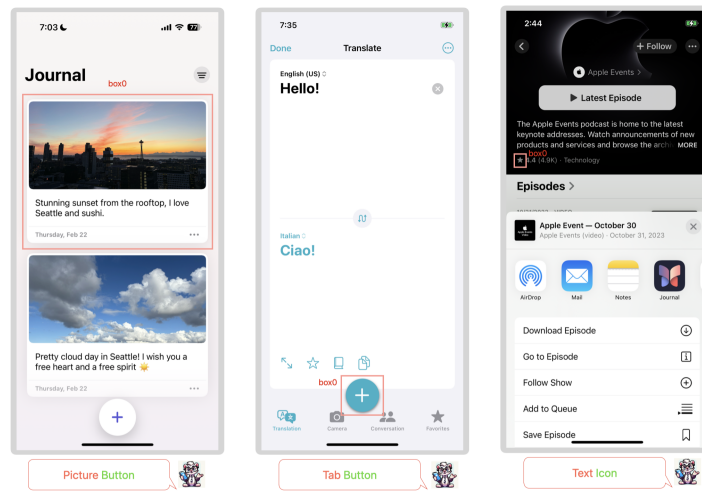 7:03
77
Journal
box0
Stunning sunset from the rooftop, I love
Seattle and sushi.
Thursday, Feb 22
Pretty cloud day in Seattle! I wish you a
free heart and a free spirit
Thursday, Feb 22
+
Picture Button
7:35
Done
Translate
English (US)
Hello!
Italian
Ciao!
box0
+
Translation
Camera
Conversation
Favorites
Tab Button
2:44
+ Follow
Apple Events >
Latest Episode
The Apple Events podcast is home to the latest
keynote addresses. Watch announcements of new
products and services and browse the archi MORE
box0
4.4 (4.9K) · Technology
Episodes >
Apple Event — October 30
Apple Events (video) · October 31, 2023
AirDrop
Mail
Notes
Journal
Download Episode
Go to Episode
Follow Show
Add to Queue
Save Episode
Text Icon